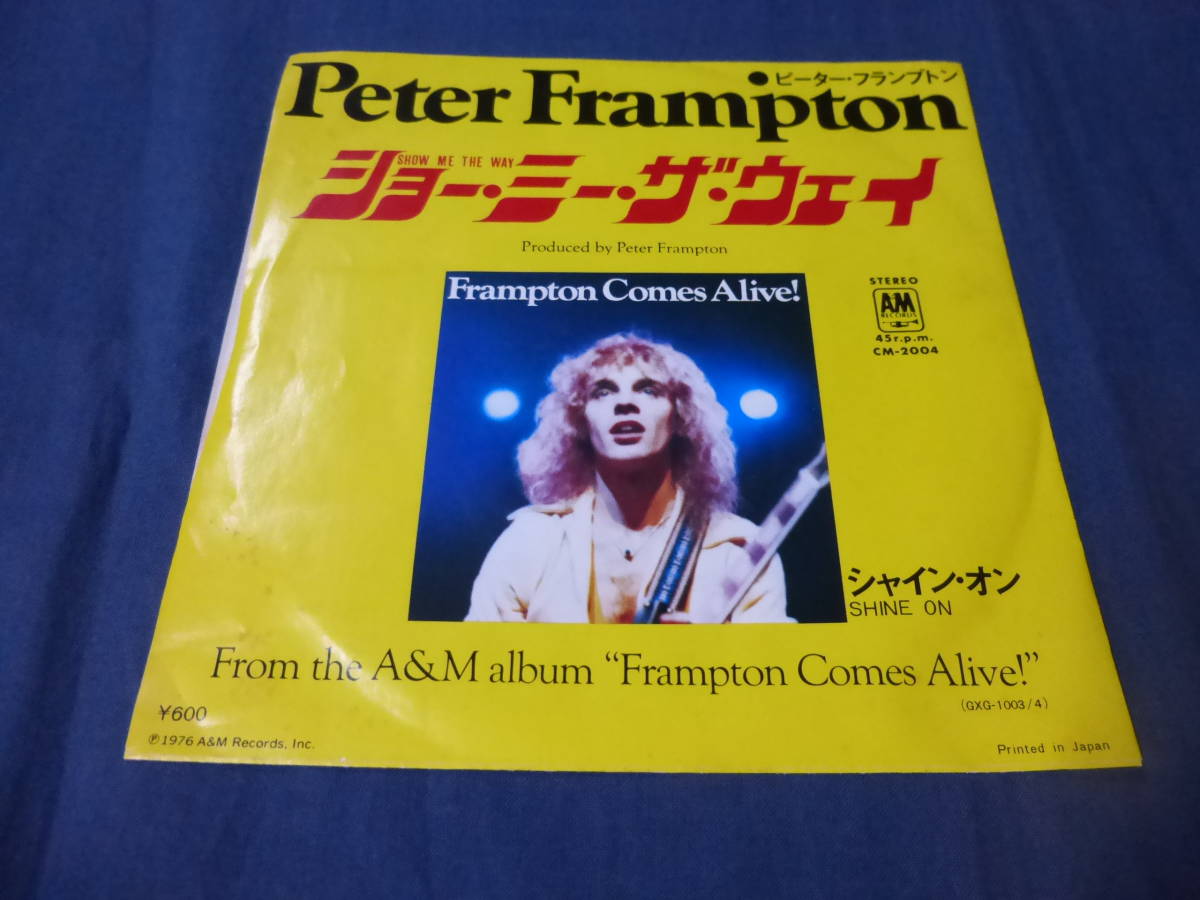 ●ピーター・フランプトン
Peter Frampton
SHOW ME THE WAY
ショー・ミー・ザ・ウェイ
Produced by Peter Frampton
Frampton Comes Alive!
STEREO
A&M
RECORDS
45 r.p.m.
CM-2004
シャイン・オン
SHINE ON
From the A&M album “Frampton Comes Alive!”
(GXG-1003/4)
¥600
℗1976 A&M Records, Inc.
Printed in Japan